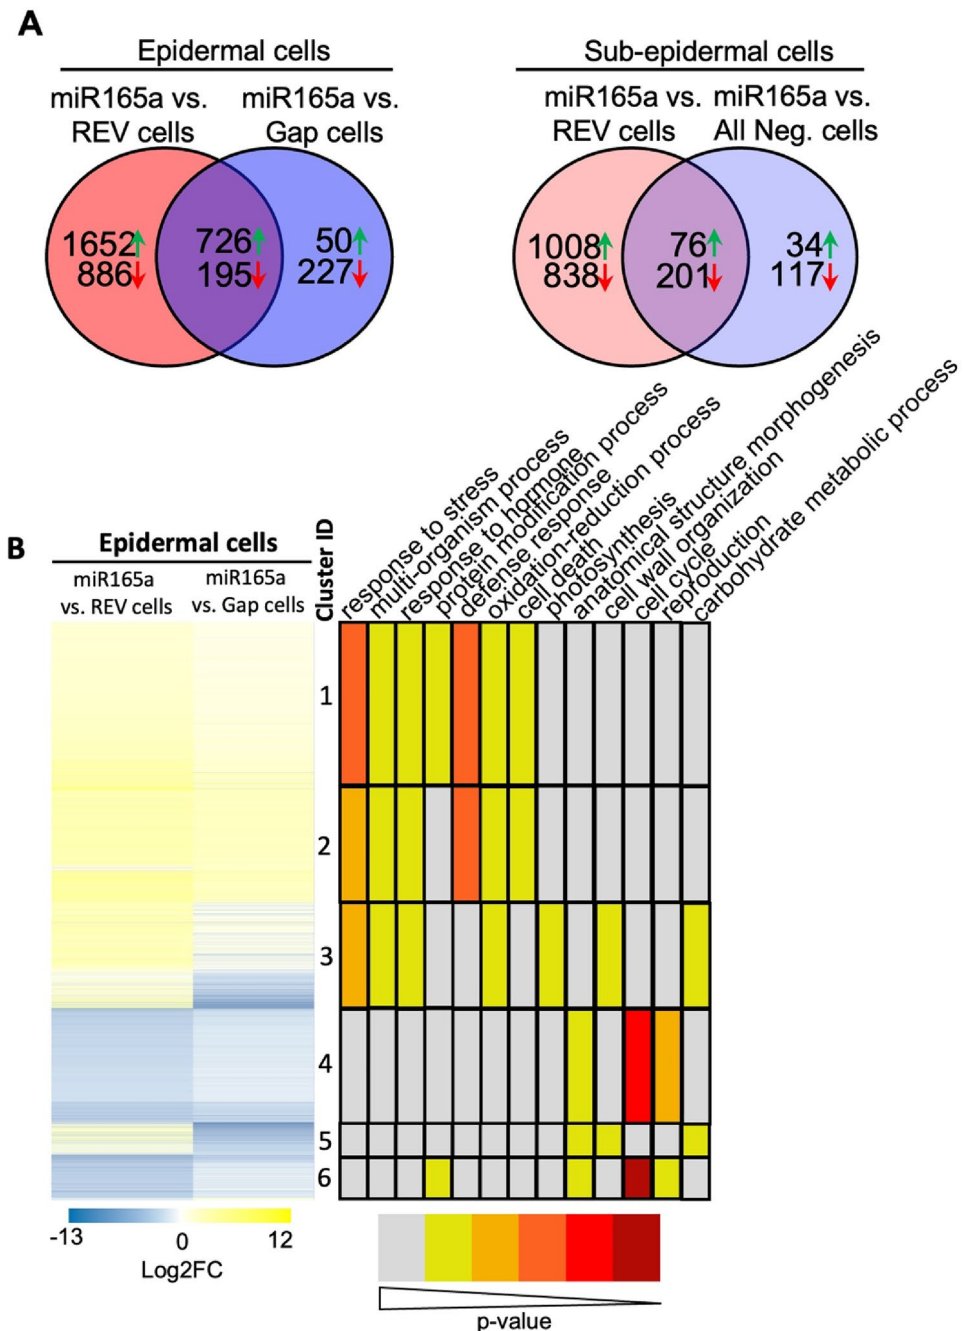 A
Epidermal cells
Sub-epidermal cells
miR165a vs. REV cells
miR165a vs. Gap cells
miR165a vs. REV cells
miR165a vs. All Neg. cells
1652↑ 726↑ 50↑
886↓ 195↓ 227↓
1008↑ 76↑ 34↑
838↓ 201↓ 117↓
B
Epidermal cells
miR165a vs. REV cells
miR165a vs. Gap cells
Cluster ID
response to stress
multi-organism process
response to hormone
protein modification process
defense response
oxidation-reduction process
cell death
photosynthesis
anatomical structure morphogenesis
cell wall organization
cell cycle
reproduction
carbohydrate metabolic process
1
2
3
4
5
6
-13 0 12
Log2FC
p-value